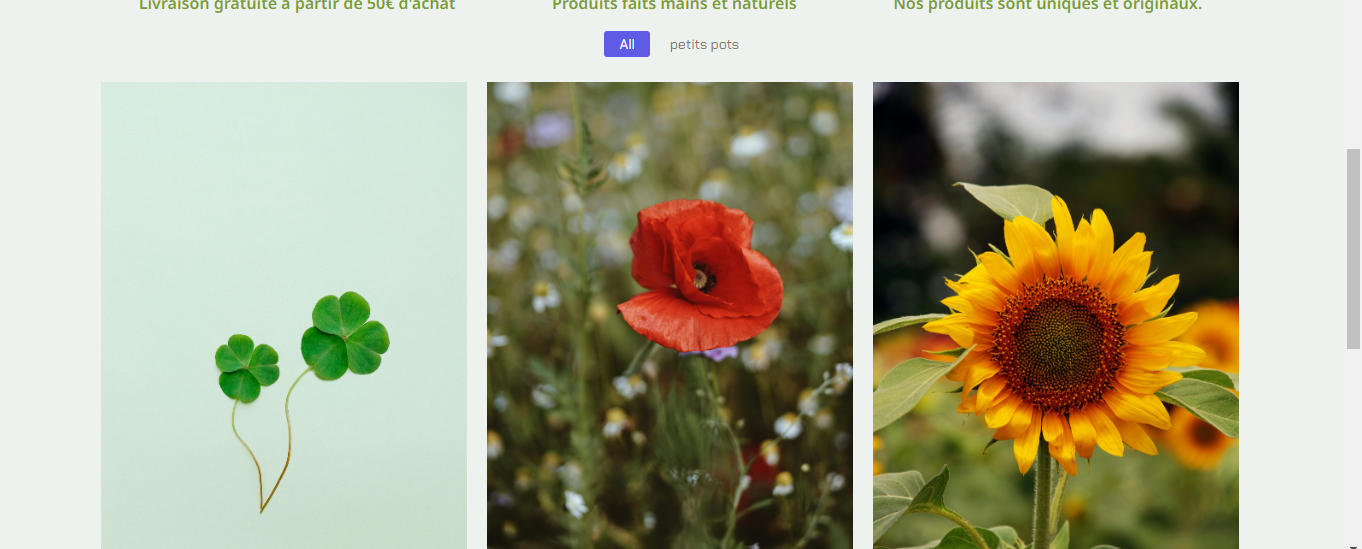 Livraison gratuite à partir de 50€ d'achat
Produits faits mains et naturels
Nos produits sont uniques et originaux.
All
petits pots